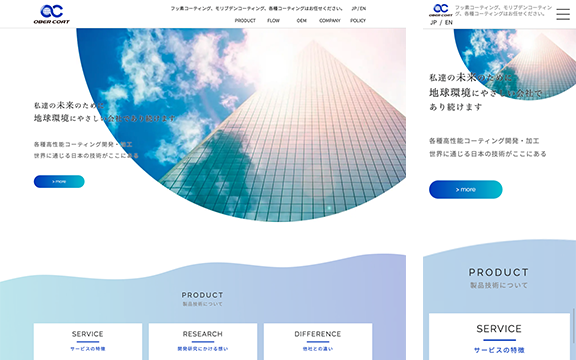 OBER COAT
フッ素コーティング、モリブデンコーティング、各種コーティングはお任せください。 JP / EN
PRODUCT FLOW OEM COMPANY POLICY
私達の未来のために
地球環境にやさしい会社であり続けます
各種高性能コーティング開発・加工
世界に通じる日本の技術がここにある
> more
PRODUCT
製品技術について
SERVICE
サービスの特徴
RESEARCH
開発研究にかける想い
DIFFERENCE
他社との違い
OBER COAT
フッ素コーティング、モリブデンコーティン
グ、各種コーティングはお任せください。
JP / EN
私達の未来のために
地球環境にやさしい会社で
あり続けます
各種高性能コーティング開発・加工
世界に通じる日本の技術がここにある
> more
PRODUCT
製品技術について
SERVICE
サービスの特徴